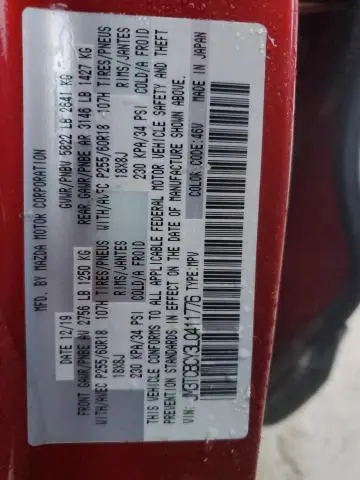 MFD. BY MAZDA MOTOR CORPORATION
12/19 GVWR/PNBV 5822 LB 2641 KG
FRONT GAWR/PNBE AV 2756 LB 1250 KG REAR GAWR/PNBE AR 3146 LB 1427 KG
WITH/AVEC P255/60R18 107H TIRES/PNEUS WITH/AVEC P255/60R18 107H TIRES/PNEUS
18X8J RIMS/JANTES 18X8J RIMS/JANTES
230 KPA/34 PSI COLD/A FROID 230 KPA/34 PSI COLD/A FROID
THIS VEHICLE CONFORMS TO ALL APPLICABLE FEDERAL MOTOR VEHICLE SAFETY AND THEFT
PREVENTION STANDARDS IN EFFECT ON THE DATE OF MANUFACTURE SHOWN ABOVE.
VIN: JM3TCBCY3L0411776 TYPE: MPV COLOR CODE: 46V MADE IN JAPAN